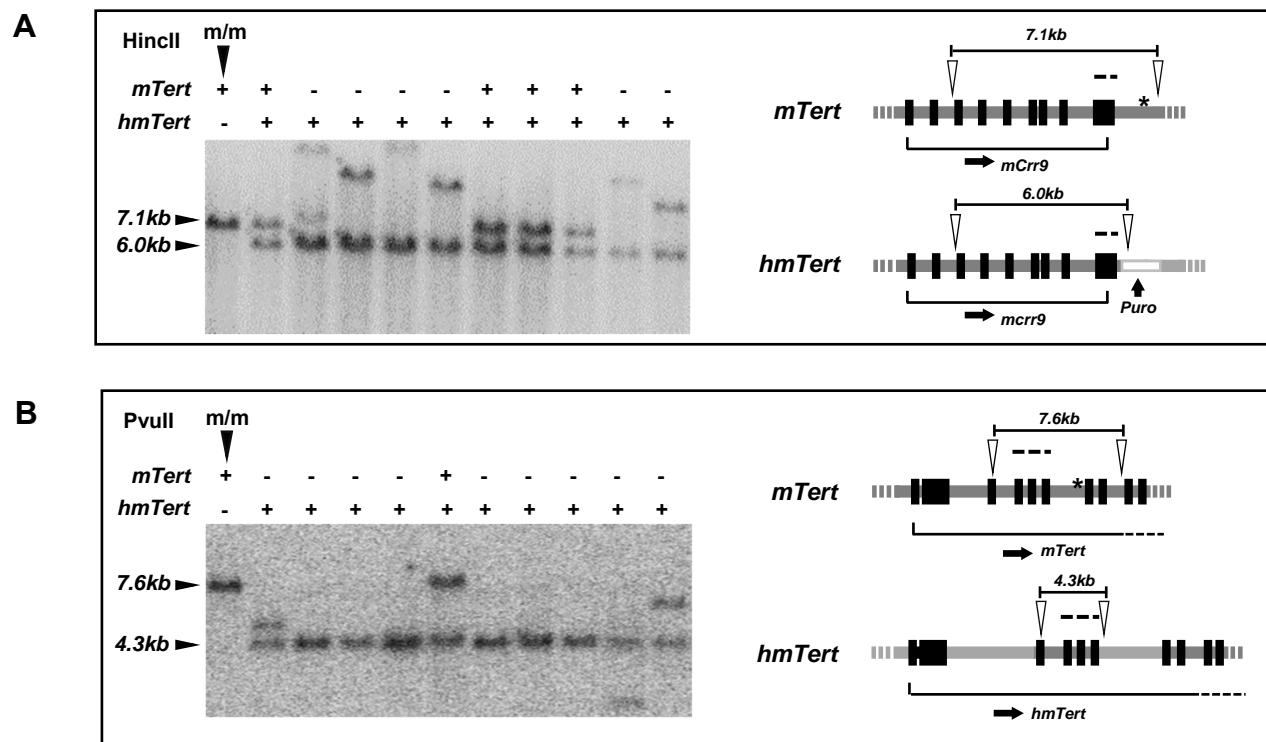 A
HincII m/m
mTert + + - - - - + + + - -
hmTert - + + + + + + + + + +
7.1kb
6.0kb
7.1kb
mTert *
mCrr9
6.0kb
hmTert
Puro
mcrr9
B
PvuII m/m
mTert + - - - - + - - - - -
hmTert - + + + + + + + + + +
7.6kb
4.3kb
7.6kb
mTert *
mTert
4.3kb
hmTert
hmTert